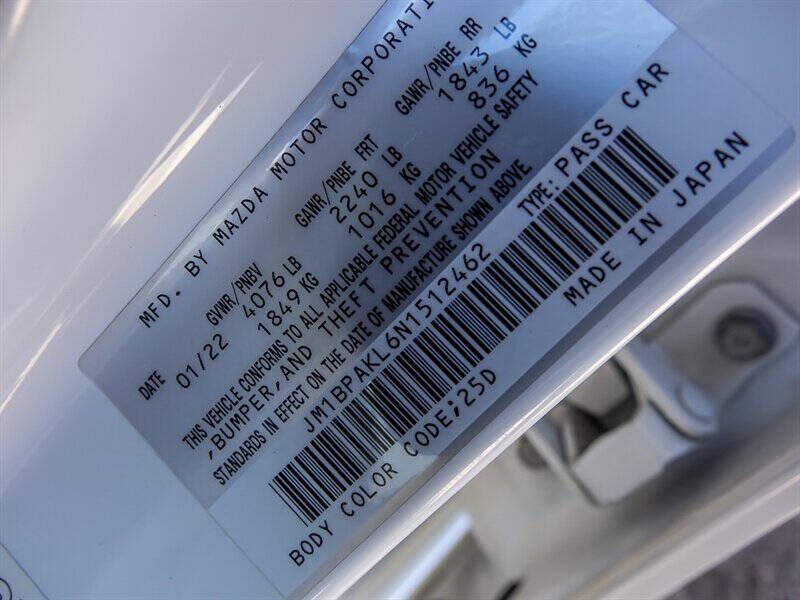 MFD. BY MAZDA MOTOR CORPORATI
GVWR/PNBV GAWR/PNBE FRT GAWR/PNBE RR
DATE 4076 LB 2240 LB 1843 LB
01/22 1849 KG 1016 KG 836 KG
THIS VEHICLE CONFORMS TO ALL APPLICABLE FEDERAL MOTOR VEHICLE SAFETY
,BUMPER, AND THEFT PREVENTION
STANDARDS IN EFFECT ON THE DATE OF MANUFACTURE SHOWN ABOVE
JM1BPAKL6N1512462 TYPE: PASS CAR
BODY COLOR CODE;25D MADE IN JAPAN